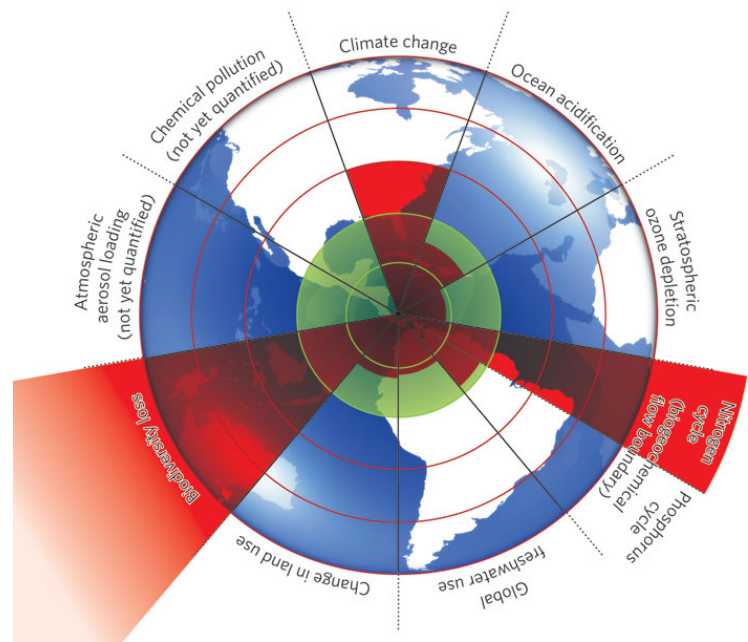 Climate change
Ocean acidification
Stratospheric
ozone depletion
Nitrogen
cycle
(biogeochemical
flow boundary)
Phosphorus
cycle
Global
freshwater use
Change in land use
Biodiversity loss
Atmospheric
aerosol loading
(not yet quantified)
Chemical pollution
(not yet quantified)